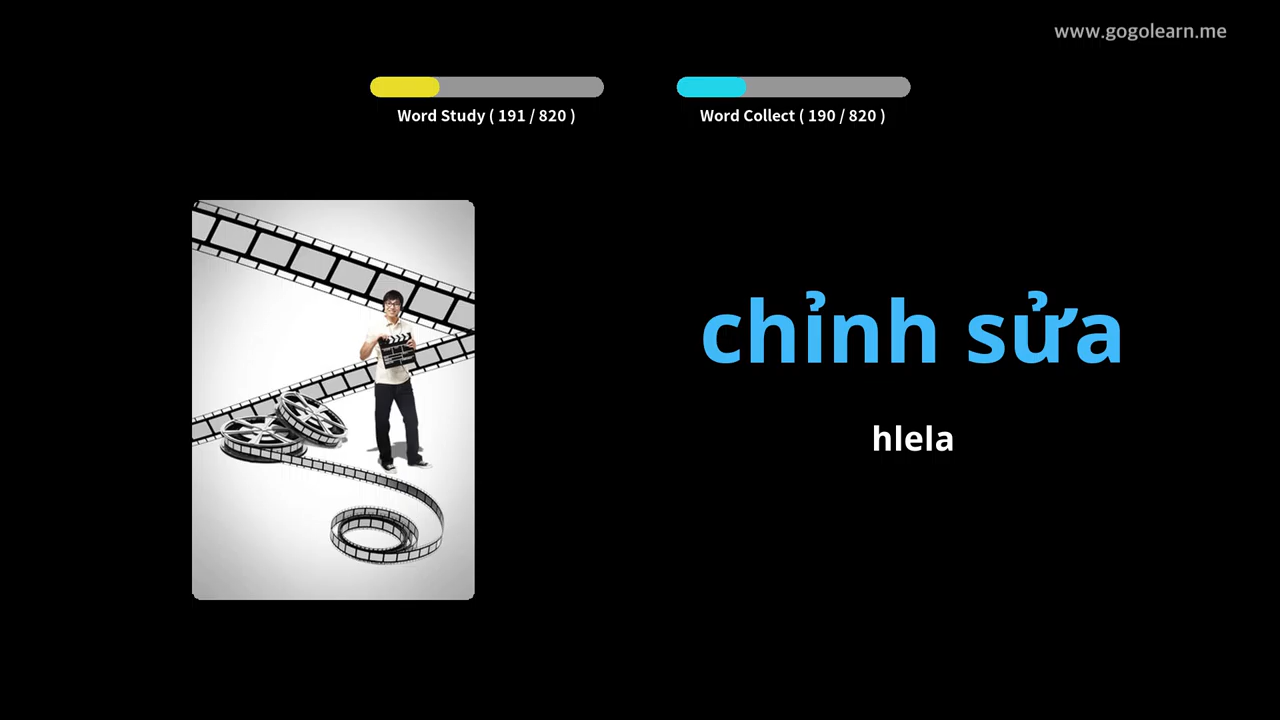 www.gogolearn.me
Word Study ( 191 / 820 )
Word Collect ( 190 / 820 )
chỉnh sửa
hlela